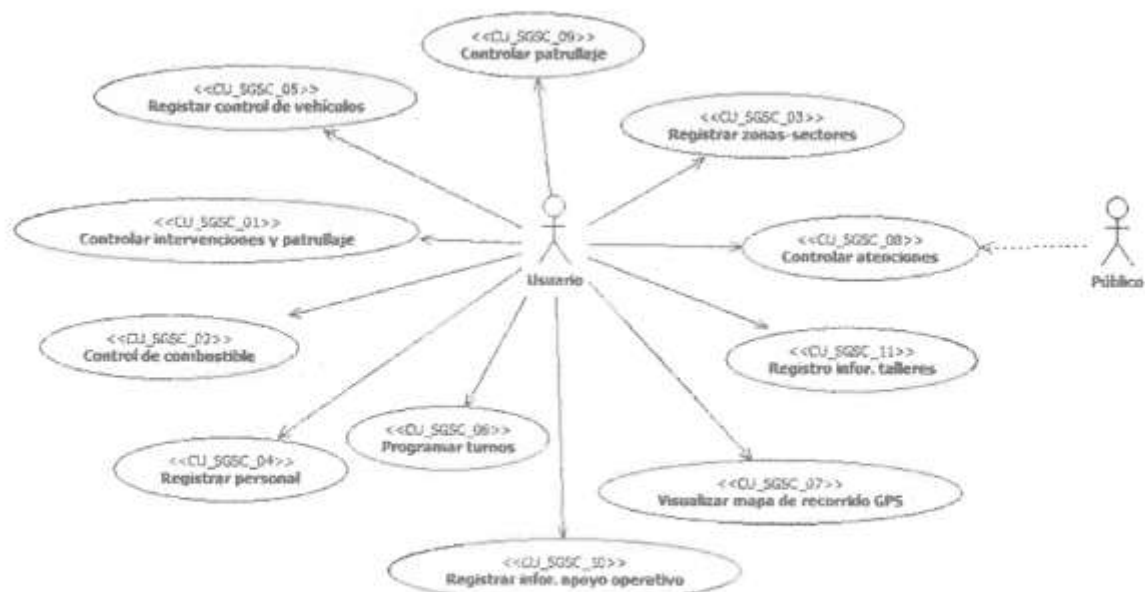 <<CU_SGSC_09>>
Controlar patrullaje
<<CU_SGSC_05>>
Registar control de vehículos
<<CU_SGSC_03>>
Registrar zonas-sectores
<<CU_SGSC_01>>
Controlar intervenciones y patrullaje
<<CU_SGSC_08>>
Controlar atenciones
Usuario
Público
<<CU_SGSC_02>>
Control de combustible
<<CU_SGSC_11>>
Registro infor. talleres
<<CU_SGSC_06>>
Programar turnos
<<CU_SGSC_04>>
Registrar personal
<<CU_SGSC_07>>
Visualizar mapa de recorrido GPS
<<CU_SGSC_10>>
Registrar infor. apoyo operativo